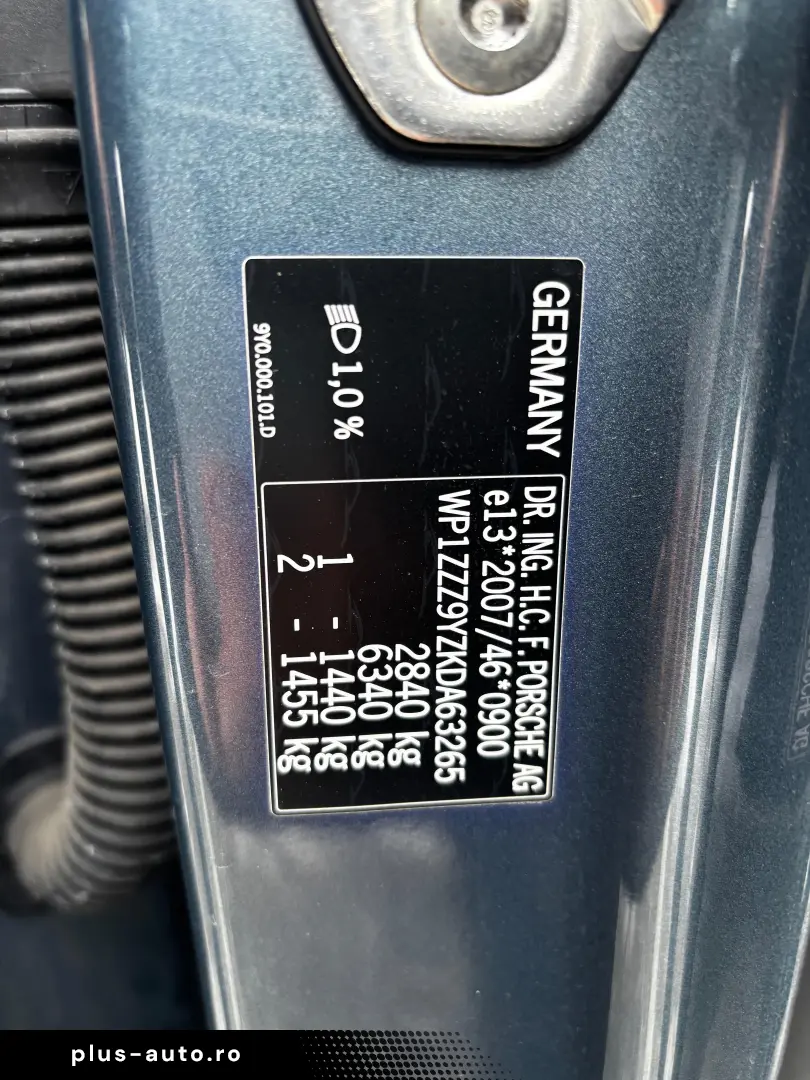 GERMANY
1,0 %
9Y0.000.101.D
DR. ING. H.C. F. PORSCHE AG
e13*2007/46*0900
WP1ZZZ9YZKDA63265
2840 kg
6340 kg
1 - 1440 kg
2 - 1455 kg
plus-auto.ro